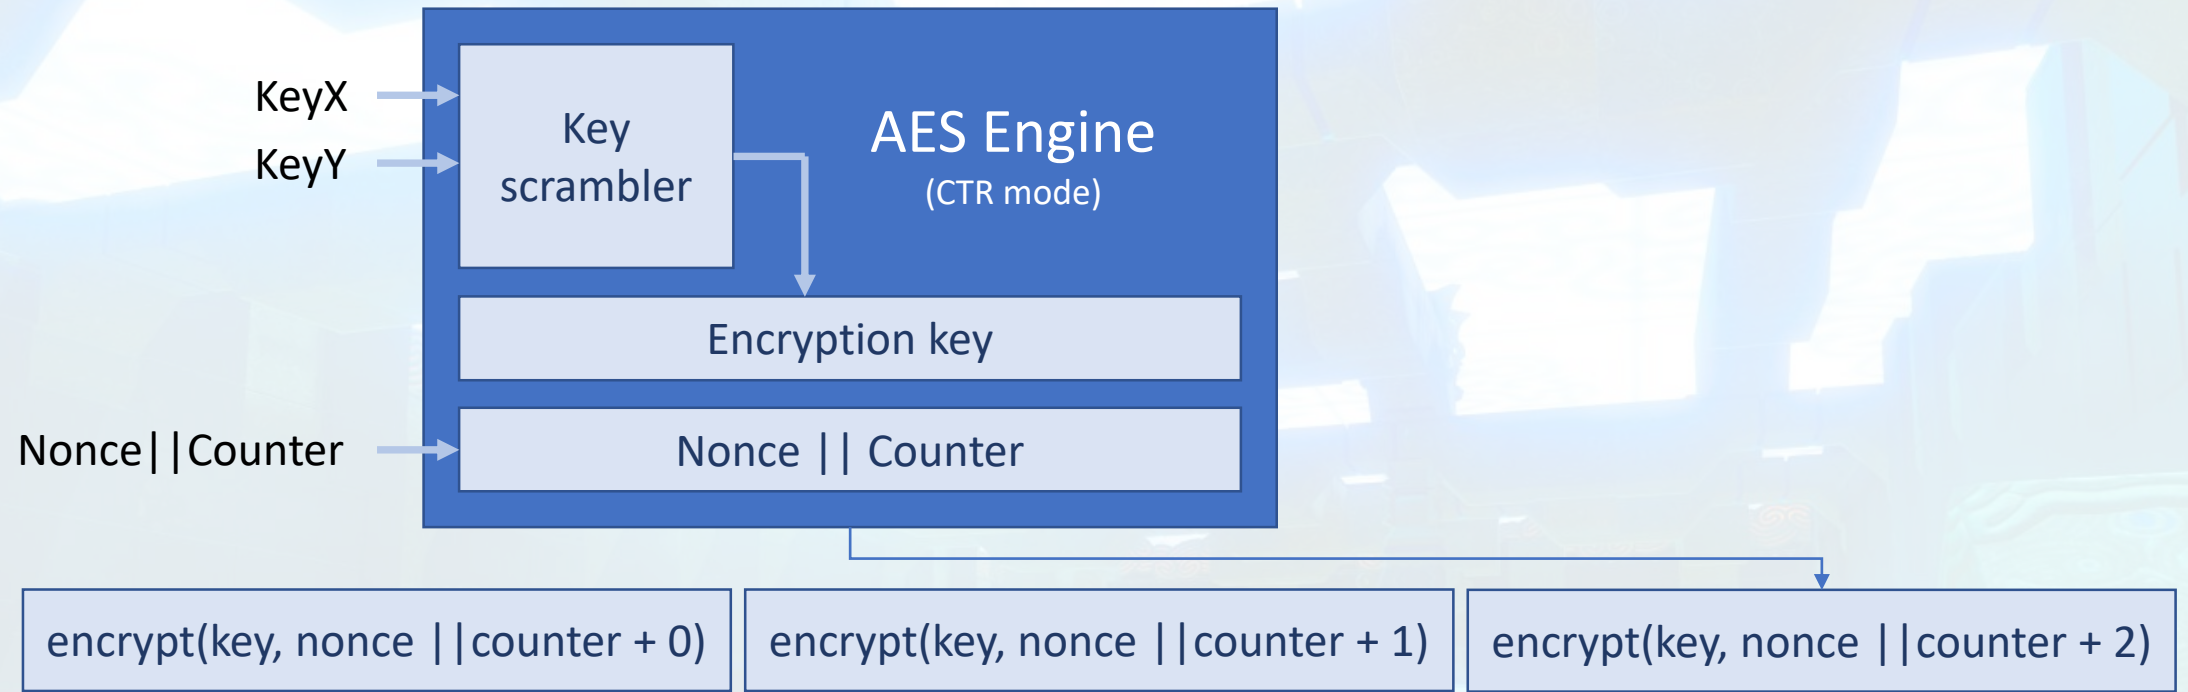 KeyX
KeyY
Key
scrambler
AES Engine
(CTR mode)
Encryption key
Nonce||Counter
Nonce || Counter
encrypt(key, nonce ||counter + 0)
encrypt(key, nonce ||counter + 1)
encrypt(key, nonce ||counter + 2)